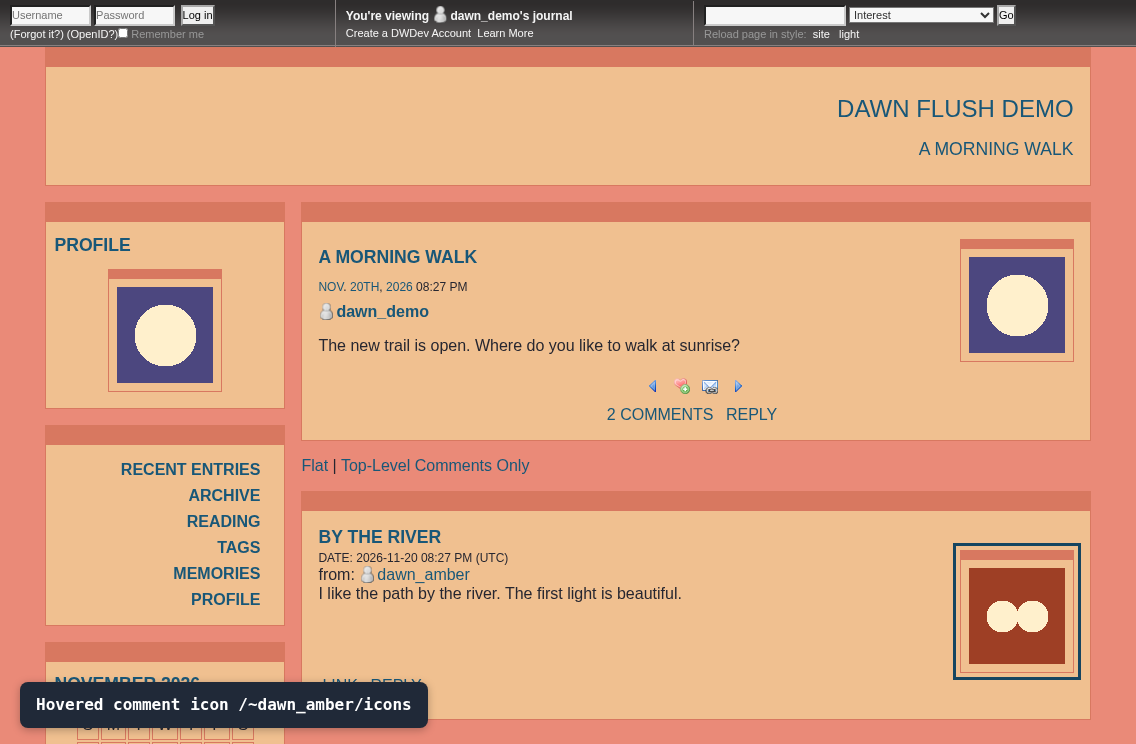 Username Password Log in
(Forgot it?) (OpenID?) Remember me
You're viewing dawn_demo's journal
Create a DWDev Account Learn More
Interest Go
Reload page in style: site light
DAWN FLUSH DEMO
A MORNING WALK
PROFILE
RECENT ENTRIES
ARCHIVE
READING
TAGS
MEMORIES
PROFILE
NOVEMBER 2026
A MORNING WALK
NOV. 20TH, 2026 08:27 PM
dawn_demo
The new trail is open. Where do you like to walk at sunrise?
2 COMMENTS REPLY
Flat | Top-Level Comments Only
BY THE RIVER
DATE: 2026-11-20 08:27 PM (UTC)
from: dawn_amber
I like the path by the river. The first light is beautiful.
LINK REPLY
Hovered comment icon /~dawn_amber/icons